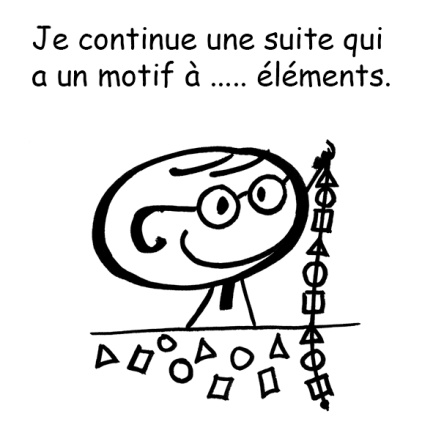 Je continue une suite qui
a un motif à ..... éléments.